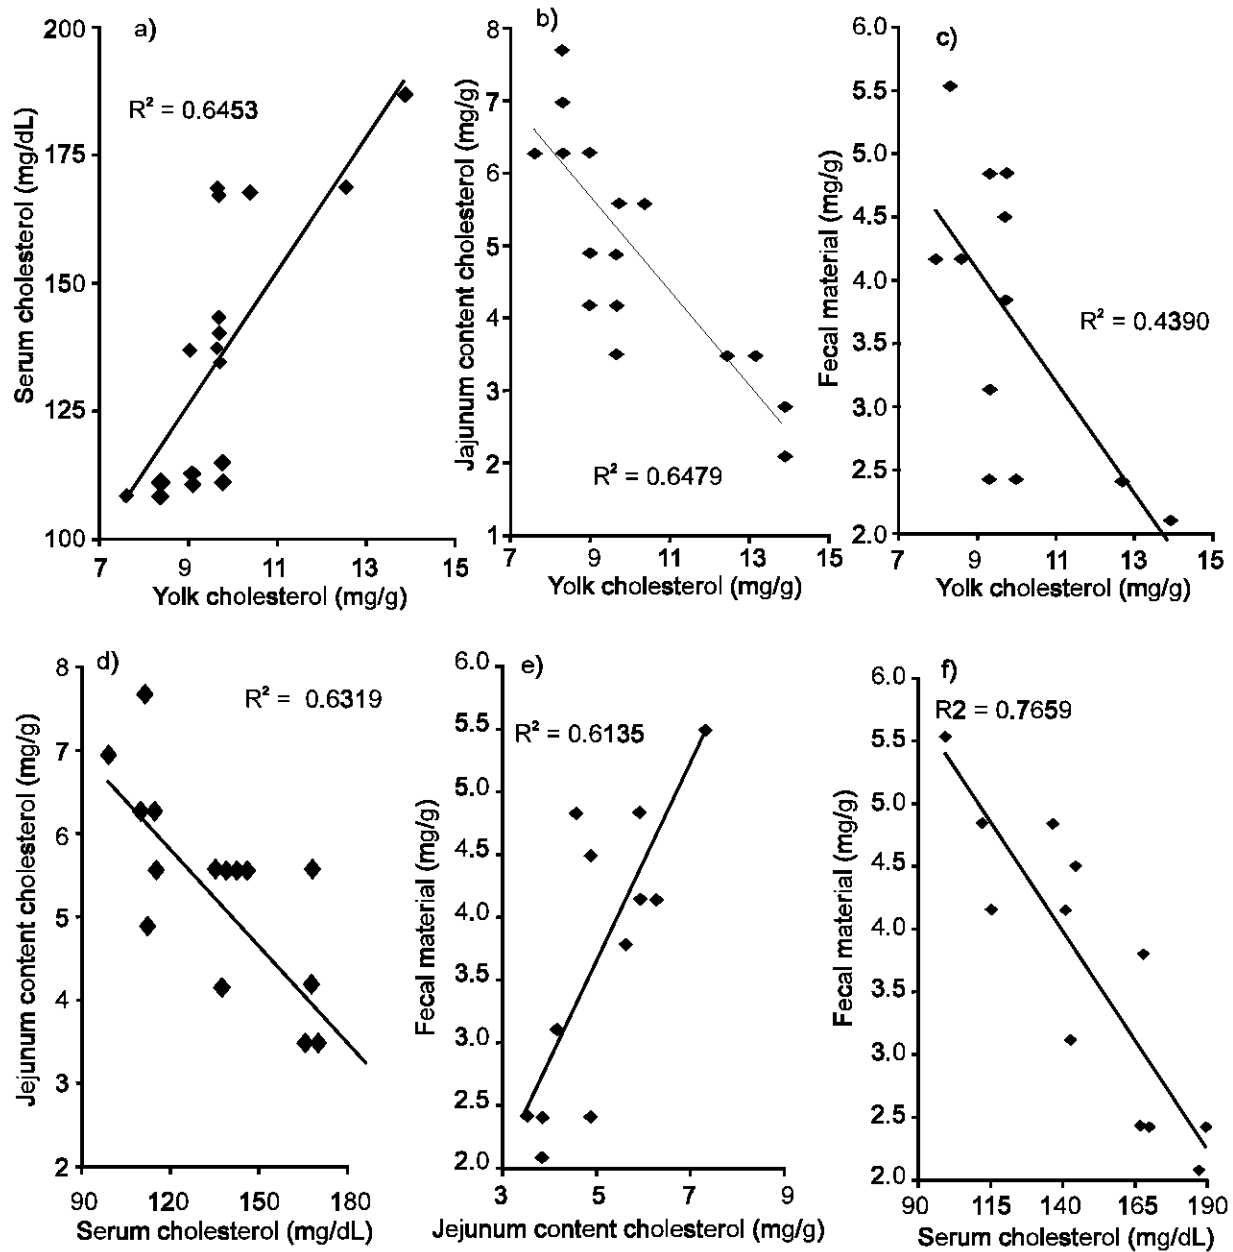 a)
R² = 0.6453
Serum cholesterol (mg/dL)
200
175
150
125
100
7 9 11 13 15
Yolk cholesterol (mg/g)
b)
R² = 0.6479
Jajunum content cholesterol (mg/g)
8
7
6
5
4
3
2
1
7 9 11 13 15
Yolk cholesterol (mg/g)
c)
R² = 0.4390
Fecal material (mg/g)
6.0
5.5
5.0
4.5
4.0
3.5
3.0
2.5
2.0
7 9 11 13 15
Yolk cholesterol (mg/g)
d)
R² = 0.6319
Jejunum content cholesterol (mg/g)
8
7
6
5
4
3
2
90 120 150 180
Serum cholesterol (mg/dL)
e)
R² = 0.6135
Fecal material (mg/g)
6.0
5.5
5.0
4.5
4.0
3.5
3.0
2.5
2.0
3 5 7 9
Jejunum content cholesterol (mg/g)
f)
R2 = 0.7659
Fecal material (mg/g)
6.0
5.5
5.0
4.5
4.0
3.5
3.0
2.5
2.0
90 115 140 165 190
Serum cholesterol (mg/dL)